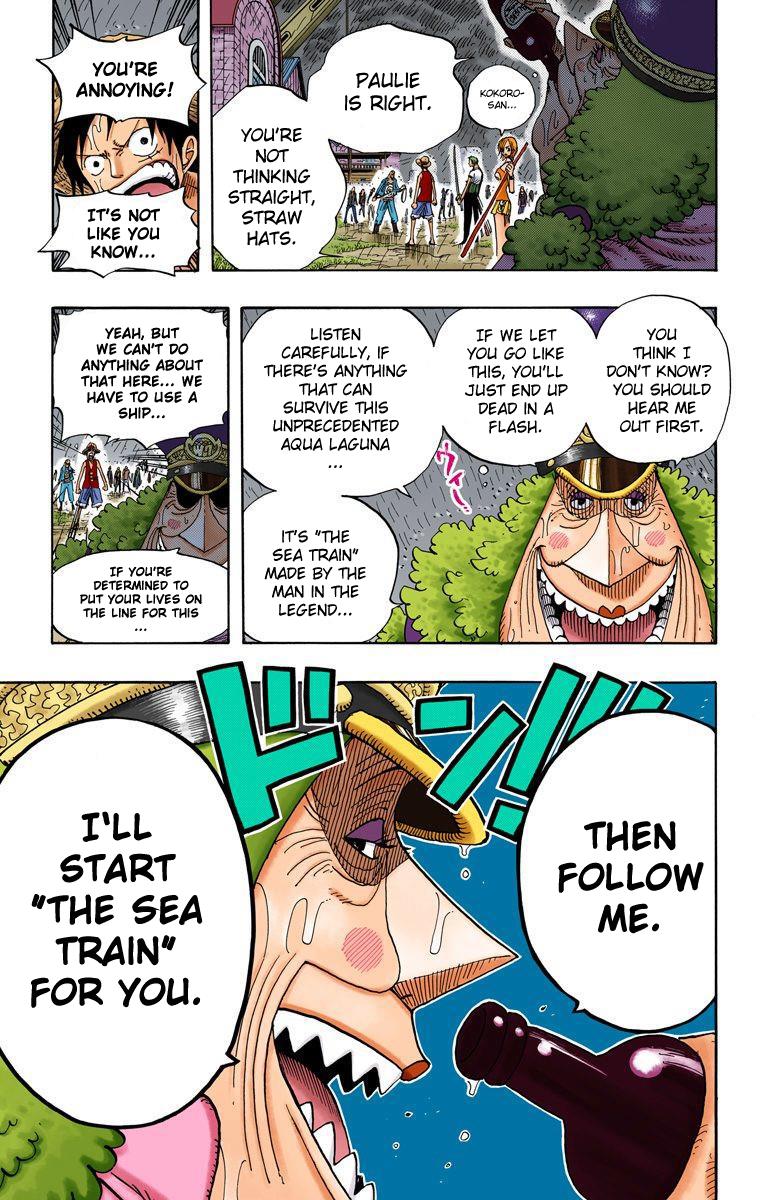 KOKORO-
SAN...
PAULIE
IS RIGHT.
YOU'RE
NOT
THINKING
STRAIGHT,
STRAW
HATS.
YOU'RE
ANNOYING!
IT'S NOT
LIKE YOU
KNOW...
YOU
THINK I
DON'T KNOW?
YOU SHOULD
HEAR ME
OUT FIRST.
IF WE LET
YOU GO LIKE
THIS, YOU'LL
JUST END UP
DEAD IN A
FLASH.
ウィー
LISTEN
CAREFULLY, IF
THERE'S ANYTHING
THAT CAN
SURVIVE THIS
UNPRECEDENTED
AQUA LAGUNA
...
IT'S "THE
SEA TRAIN"
MADE BY
THE MAN IN
THE
LEGEND...
YEAH, BUT
WE CAN'T DO
ANYTHING ABOUT
THAT HERE... WE
HAVE TO USE A
SHIP...
IF YOU'RE
DETERMINED TO
PUT YOUR LIVES ON
THE LINE FOR THIS
...
THEN
FOLLOW
ME.
ドン!!!
I'LL
START
"THE SEA
TRAIN"
FOR YOU.